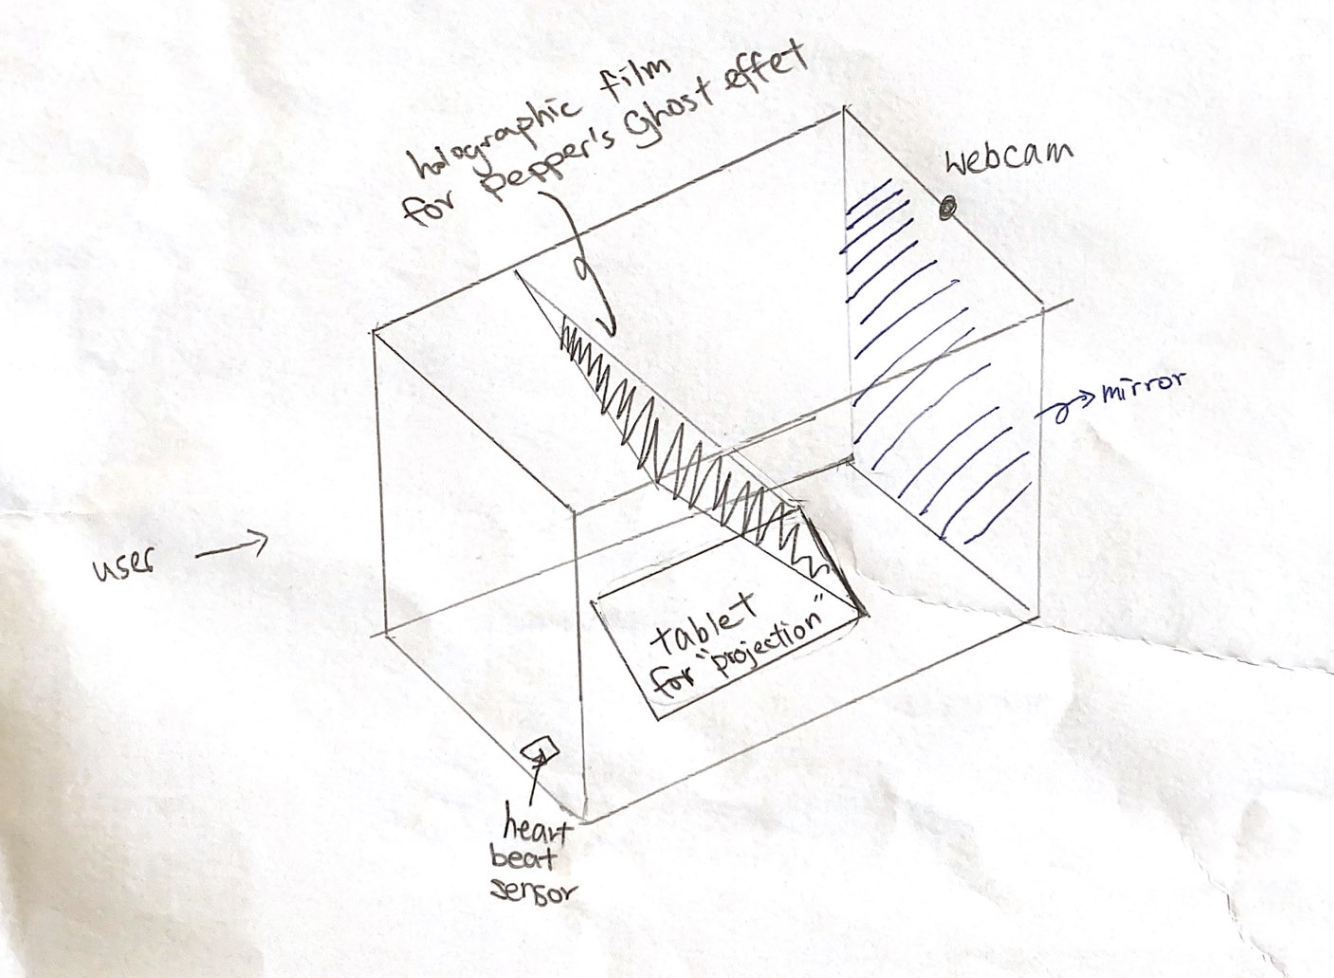 holographic film
for pepper's Ghost effet
webcam
mirror
user
tablet
for "projection"
heart
beat
sensor